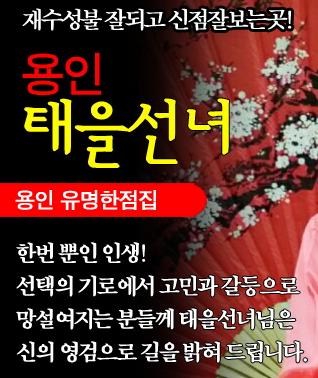 재수성불 잘되고 신점잘보는곳!
용인
태을선녀
용인 유명한점집
한번 뿐인 인생!
선택의 기로에서 고민과 갈등으로
망설여지는 분들께 태을선녀님은
신의 영검으로 길을 밝혀 드립니다.